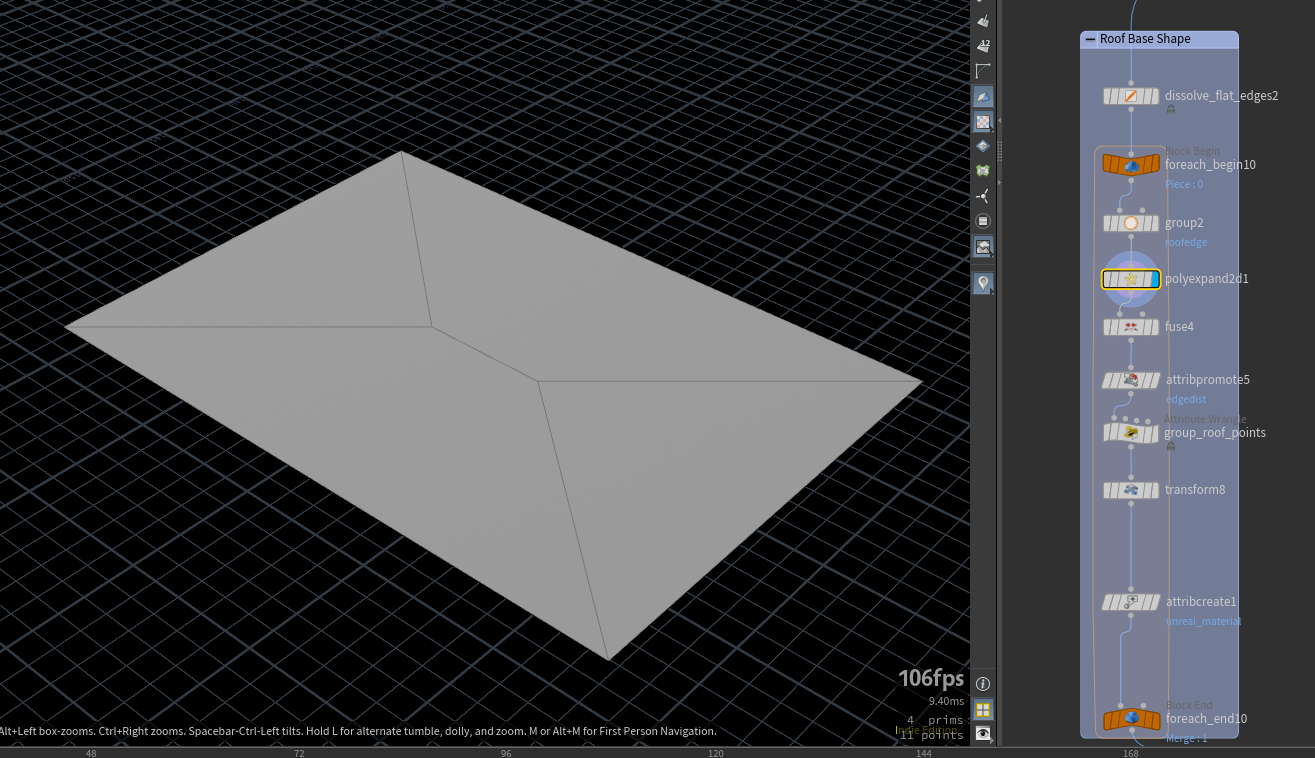 Roof Base Shape
12
dissolve_flat_edges2
Block Begin
foreach_begin10
Piece : 0
group2
roofedge
polyexpand2d1
fuse4
attribpromote5
edgedist
Attribute Wrangle
group_roof_points
transform8
attribcreate1
unreal_material
Block End
foreach_end10
Merge : 1
106fps
9.40ms
4 prims
Indie Edition
11 points
Alt+Left box-zooms. Ctrl+Right zooms. Spacebar-Ctrl-Left tilts. Hold L for alternate tumble, dolly, and zoom. M or Alt+M for First Person Navigation.
48 72 96 120 144 168